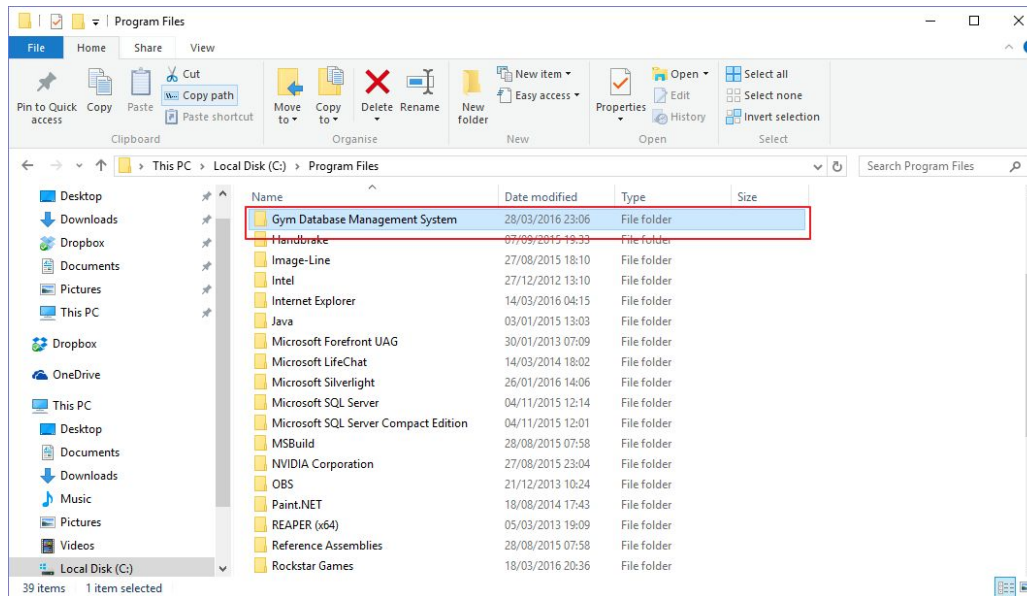 Program Files
File Home Share View
Pin to Quick access
Copy
Paste
Cut
Copy path
Paste shortcut
Clipboard
Move to
Copy to
Delete
Rename
Organise
New folder
New item
Easy access
New
Properties
Open
Edit
History
Open
Select all
Select none
Invert selection
Select
This PC > Local Disk (C:) > Program Files
Search Program Files
Desktop
Downloads
Dropbox
Documents
Pictures
This PC
Dropbox
OneDrive
This PC
Desktop
Documents
Downloads
Music
Pictures
Videos
Local Disk (C:)
Name Date modified Type Size
Gym Database Management System 28/03/2016 23:06 File folder
Handbrake 07/09/2015 19:33 File folder
Image-Line 27/08/2015 18:10 File folder
Intel 27/12/2012 13:10 File folder
Internet Explorer 14/03/2016 04:15 File folder
Java 03/01/2015 13:03 File folder
Microsoft Forefront UAG 30/01/2013 07:09 File folder
Microsoft LifeChat 14/03/2014 18:02 File folder
Microsoft Silverlight 26/01/2016 14:06 File folder
Microsoft SQL Server 04/11/2015 12:14 File folder
Microsoft SQL Server Compact Edition 04/11/2015 12:01 File folder
MSBuild 28/08/2015 07:58 File folder
NVIDIA Corporation 27/08/2015 23:04 File folder
OBS 21/12/2013 10:24 File folder
Paint.NET 18/08/2014 17:43 File folder
REAPER (x64) 05/03/2013 19:09 File folder
Reference Assemblies 28/08/2015 07:58 File folder
Rockstar Games 18/03/2016 20:36 File folder
39 items 1 item selected